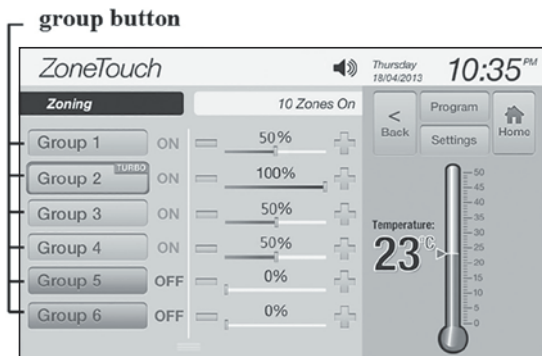 group button
ZoneTouch
Thursday
18/04/2013
10:35 PM
Zoning
10 Zones On
< Back
Program
Settings
Home
Group 1 ON 50%
Group 2 TURBO ON 100%
Group 3 ON 50%
Group 4 ON 50%
Group 5 OFF 0%
Group 6 OFF 0%
Temperature:
23°C
50
45
40
35
30
25
20
15
10
5
0